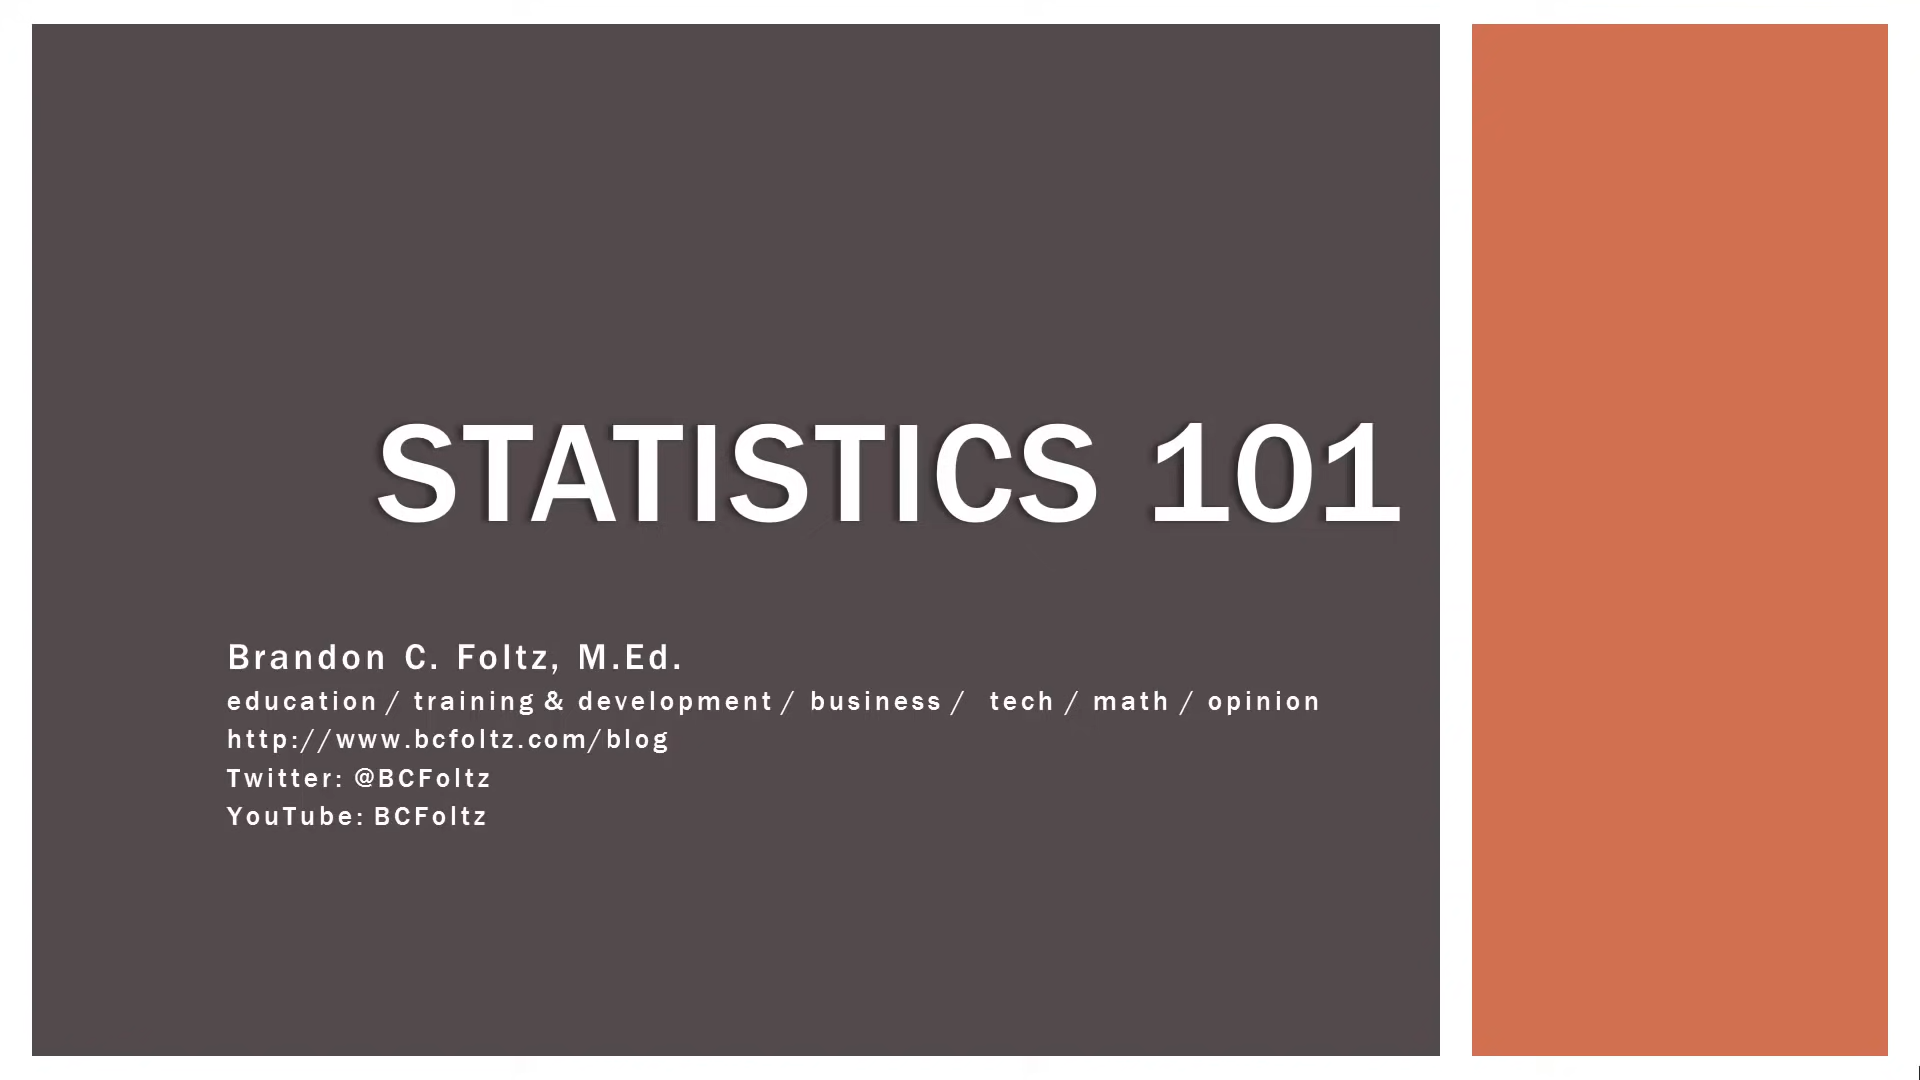 STATISTICS 101
Brandon C. Foltz, M.Ed.
education / training & development / business /  tech / math / opinion
http://www.bcfoltz.com/blog
Twitter: @BCFoltz
YouTube: BCFoltz